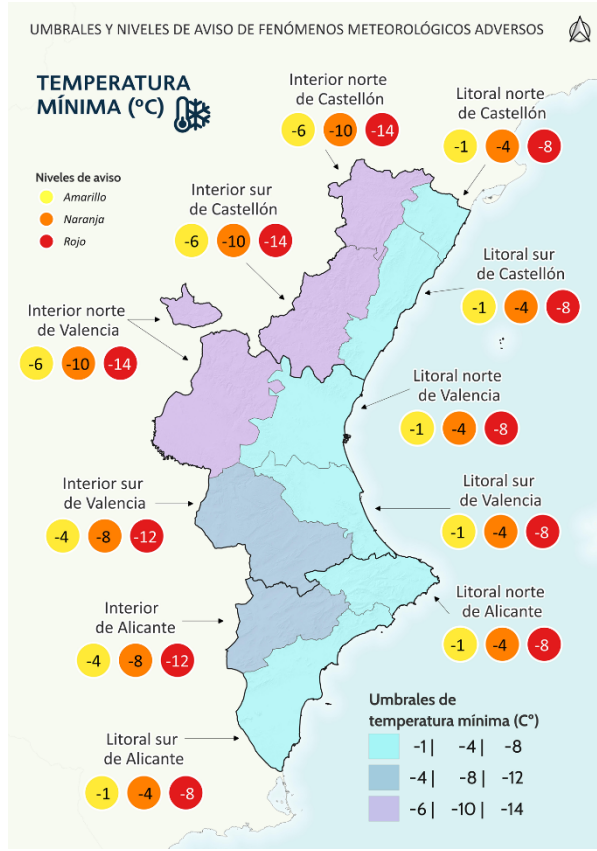 UMBRALES Y NIVELES DE AVISO DE FENÓMENOS METEOROLÓGICOS ADVERSOS
TEMPERATURA
MÍNIMA (ºC)
Niveles de aviso
Amarillo
Naranja
Rojo
Interior norte
de Castellón
-6 -10 -14
Litoral norte
de Castellón
-1 -4 -8
Interior sur
de Castellón
-6 -10 -14
Litoral sur
de Castellón
-1 -4 -8
Interior norte
de Valencia
-6 -10 -14
Litoral norte
de Valencia
-1 -4 -8
Interior sur
de Valencia
-4 -8 -12
Litoral sur
de Valencia
-1 -4 -8
Interior
de Alicante
-4 -8 -12
Litoral norte
de Alicante
-1 -4 -8
Litoral sur
de Alicante
-1 -4 -8
Umbrales de
temperatura mínima (Cº)
-1 | -4 | -8
-4 | -8 | -12
-6 | -10 | -14